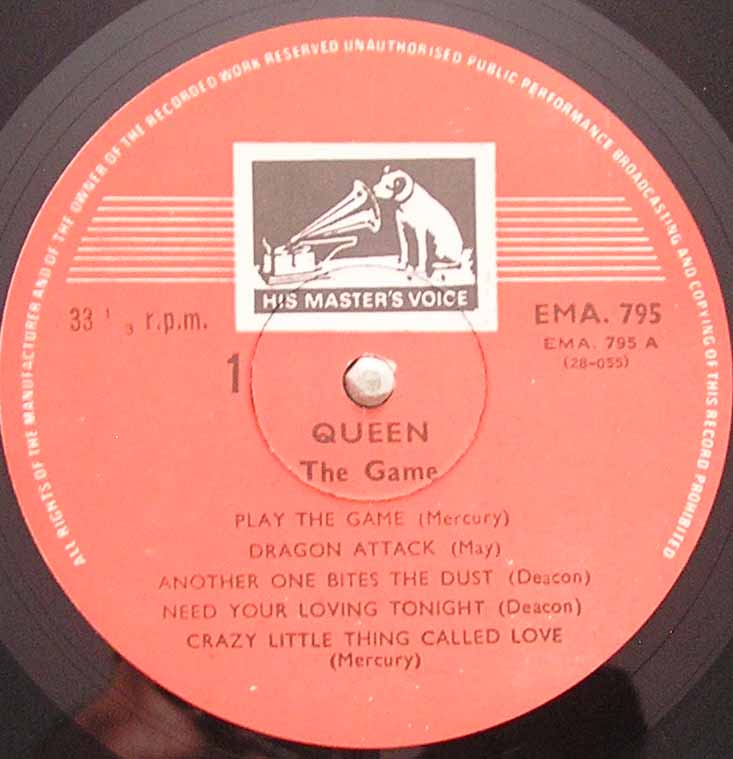 ALL RIGHTS OF THE MANUFACTURER AND OF THE OWNER OF THE RECORDED WORK RESERVED UNAUTHORISED PUBLIC PERFORMANCE BROADCASTING AND COPYING OF THIS RECORD PROHIBITED
HIS MASTER'S VOICE
33 1/3 r.p.m.
EMA. 795
EMA. 795 A
(28-055)
1
QUEEN
The Game
PLAY THE GAME (Mercury)
DRAGON ATTACK (May)
ANOTHER ONE BITES THE DUST (Deacon)
NEED YOUR LOVING TONIGHT (Deacon)
CRAZY LITTLE THING CALLED LOVE
(Mercury)